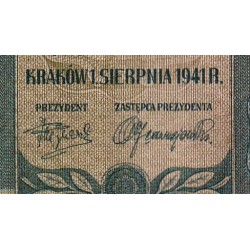 KRAKÓW 1. SIERPNIA 1941 R.
PREZYDENT ZASTĘPCA PREZYDENTA